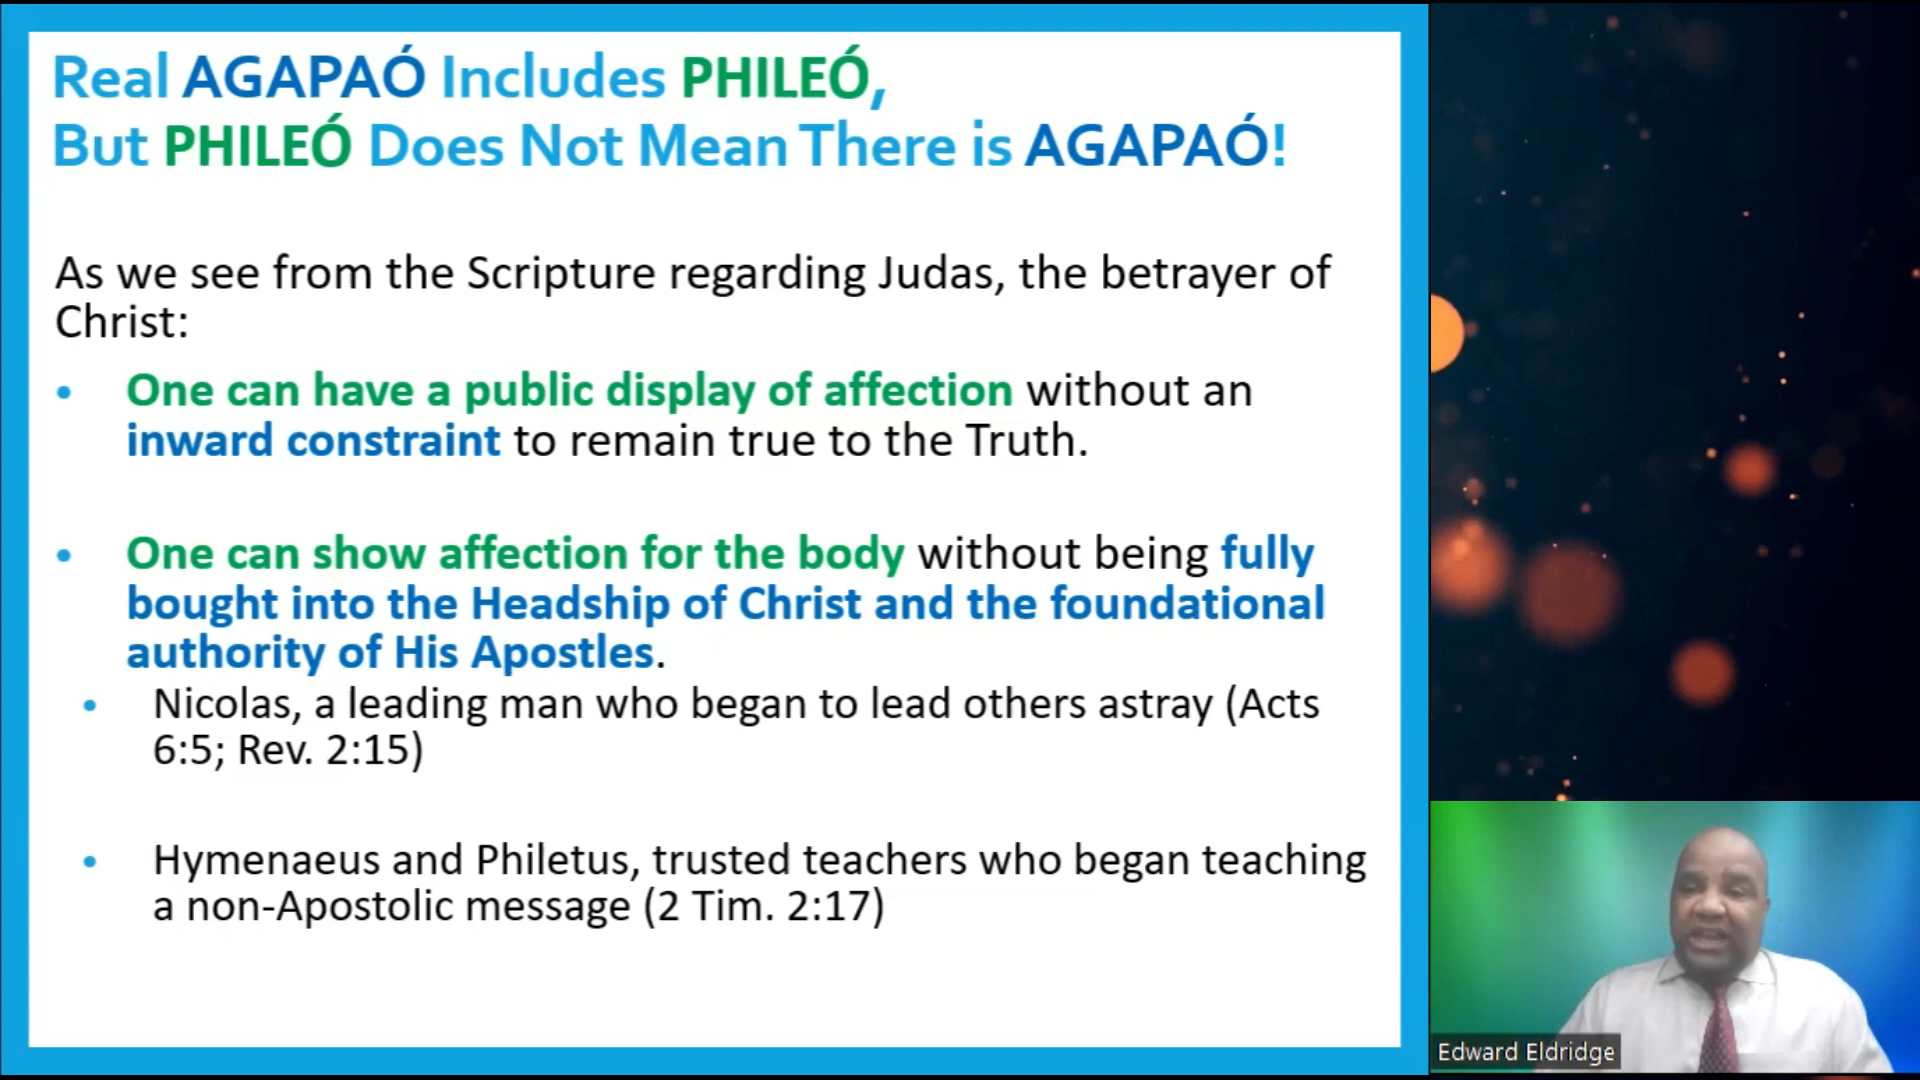 Real AGAPAÓ Includes PHILEÓ,
But PHILEÓ Does Not Mean There is AGAPAÓ!
As we see from the Scripture regarding Judas, the betrayer of
Christ:
• One can have a public display of affection without an
inward constraint to remain true to the Truth.
• One can show affection for the body without being fully
bought into the Headship of Christ and the foundational
authority of His Apostles.
• Nicolas, a leading man who began to lead others astray (Acts
6:5; Rev. 2:15)
• Hymenaeus and Philetus, trusted teachers who began teaching
a non-Apostolic message (2 Tim. 2:17)
Edward Eldridge